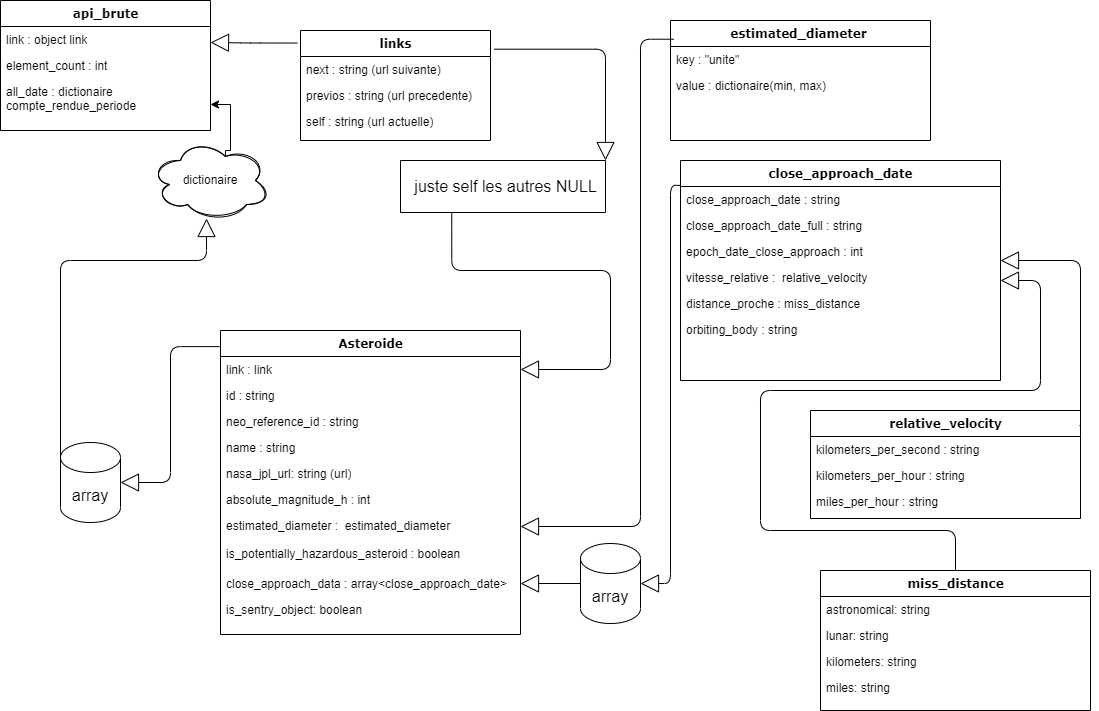 api_brute
link : object link
element_count : int
all_date : dictionaire
compte_rendue_periode
links
next : string (url suivante)
previos : string (url precedente)
self : string (url actuelle)
estimated_diameter
key : "unite"
value : dictionaire(min, max)
dictionaire
juste self les autres NULL
close_approach_date
close_approach_date : string
close_approach_date_full : string
epoch_date_close_approach : int
vitesse_relative :  relative_velocity
distance_proche : miss_distance
orbiting_body : string
Asteroide
link : link
id : string
neo_reference_id : string
name : string
nasa_jpl_url: string (url)
absolute_magnitude_h : int
estimated_diameter :  estimated_diameter
is_potentially_hazardous_asteroid : boolean
close_approach_data : array<close_approach_date>
is_sentry_object: boolean
array
array
relative_velocity
kilometers_per_second : string
kilometers_per_hour : string
miles_per_hour : string
miss_distance
astronomical: string
lunar: string
kilometers: string
miles: string